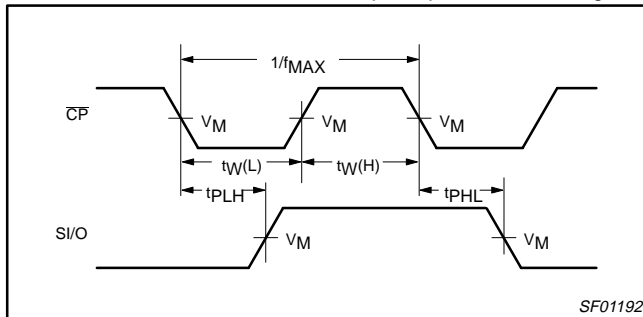 1/fMAX
CP
VM
VM
VM
tW(L)
tW(H)
tPLH
tPHL
SI/O
VM
VM
SF01192